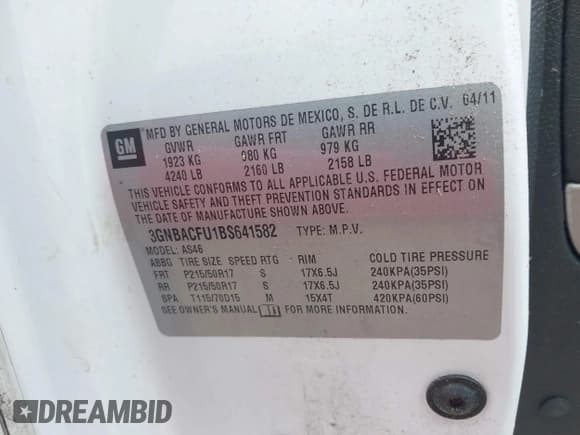 GM
MFD BY GENERAL MOTORS DE MEXICO, S. DE R.L. DE C.V. 04/11
GVWR GAWR FRT GAWR RR
1923 KG 980 KG 979 KG
4240 LB 2160 LB 2158 LB
THIS VEHICLE CONFORMS TO ALL APPLICABLE U.S. FEDERAL MOTOR
VEHICLE SAFETY AND THEFT PREVENTION STANDARDS IN EFFECT ON
THE DATE OF MANUFACTURE SHOWN ABOVE.
3GNBACFU1BS641582 TYPE: M.P.V.
MODEL: AS46
ABBG TIRE SIZE SPEED RTG RIM COLD TIRE PRESSURE
FRT P215/50R17 S 17X6.5J 240KPA(35PSI)
RR P215/50R17 S 17X6.5J 240KPA(35PSI)
SPA T115/70D15 M 15X4T 420KPA(60PSI)
SEE OWNER'S MANUAL FOR MORE INFORMATION.
DREAMBID